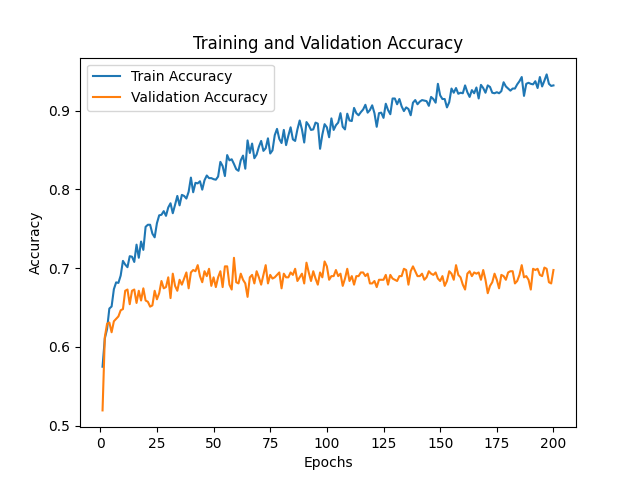 Training and Validation Accuracy
Train Accuracy
Validation Accuracy
Accuracy
0.9
0.8
0.7
0.6
0.5
0 25 50 75 100 125 150 175 200
Epochs